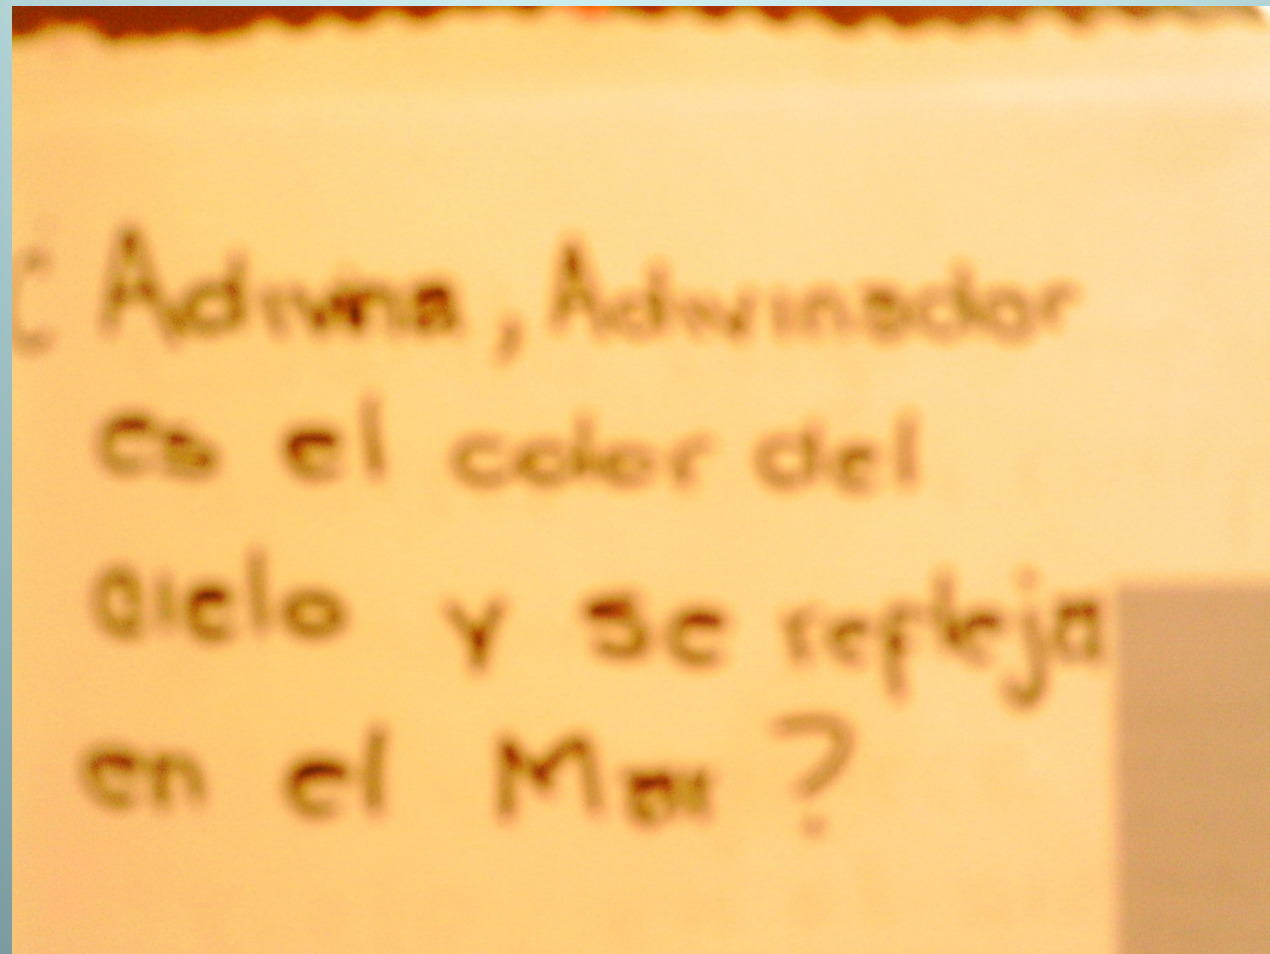 ¿ Adivina, Adivinador
es el color del
cielo y se refleja
en el Mar ?